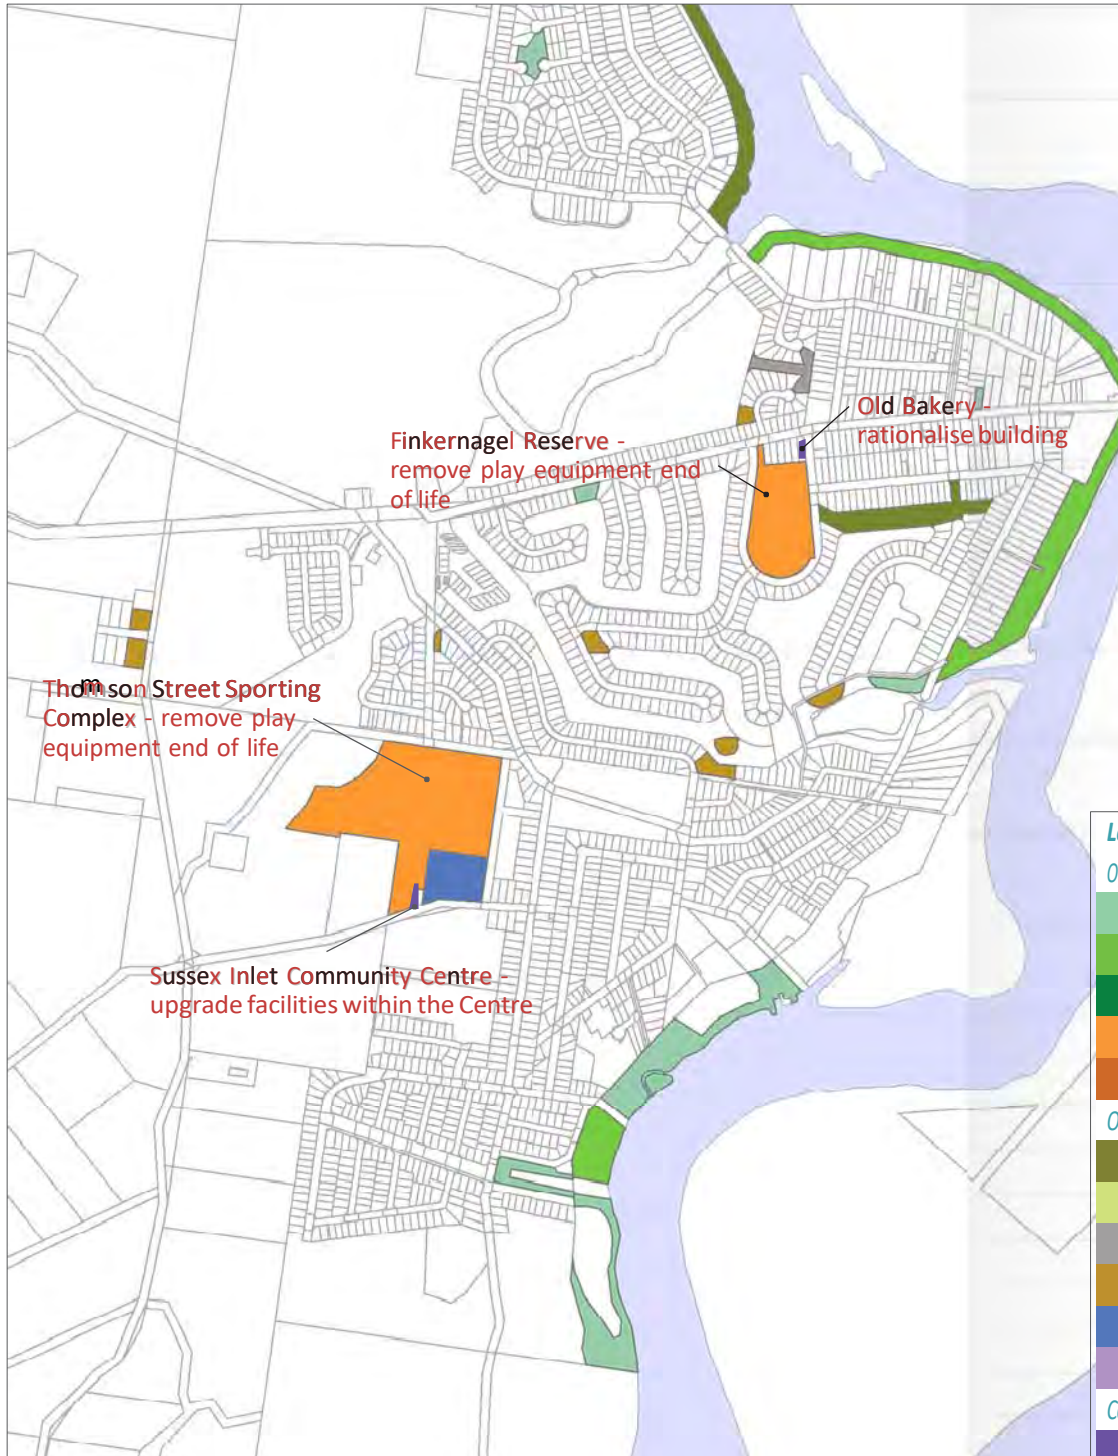 Old Bakery -
rationalise building
Finkernagel Reserve -
remove play equipment end
of life
Thomson Street Sporting
Complex - remove play
equipment end of life
Sussex Inlet Community Centre -
upgrade facilities within the Centre